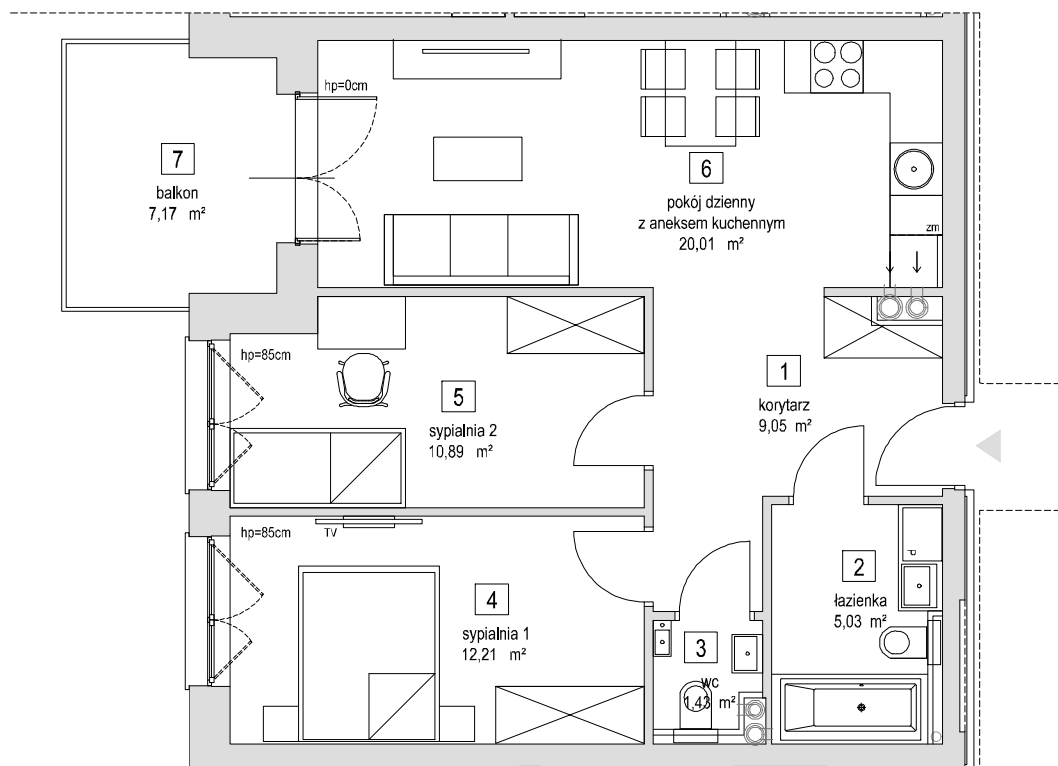 hp=0cm
7
balkon
7,17 m²
6
pokój dzienny
z aneksem kuchennym
20,01 m²
zm
hp=85cm
5
sypialnia 2
10,89 m²
1
korytarz
9,05 m²
hp=85cm
TV
4
sypialnia 1
12,21 m²
P
2
łazienka
5,03 m²
3
wc
1,43 m²